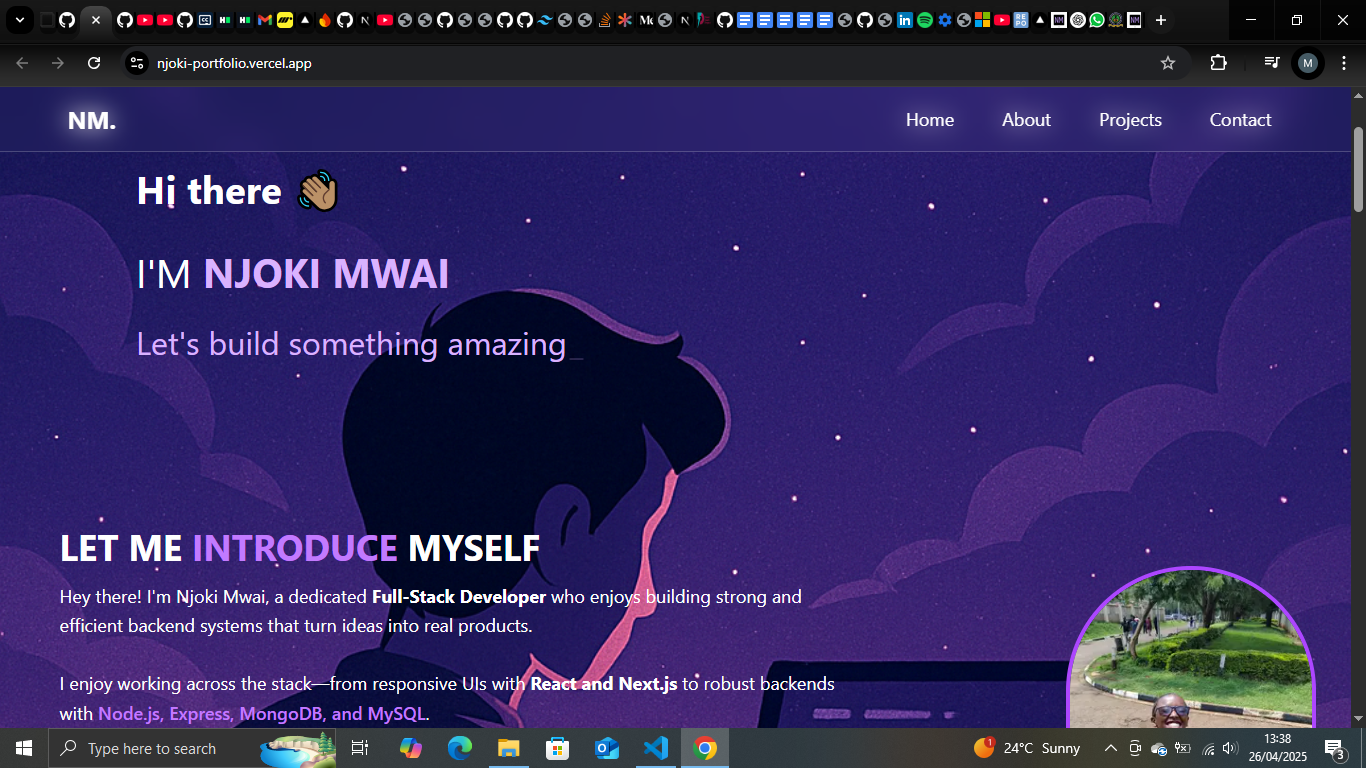 njoki-portfolio.vercel.app
M
NM.
Home
About
Projects
Contact
Hi there 👋🏽
I'M NJOKI MWAI
Let's build something amazing_
LET ME INTRODUCE MYSELF
Hey there! I'm Njoki Mwai, a dedicated Full-Stack Developer who enjoys building strong and
efficient backend systems that turn ideas into real products.
I enjoy working across the stack—from responsive UIs with React and Next.js to robust backends
with Node.js, Express, MongoDB, and MySQL.
Type here to search
1
24°C Sunny
13:38
26/04/2025
3